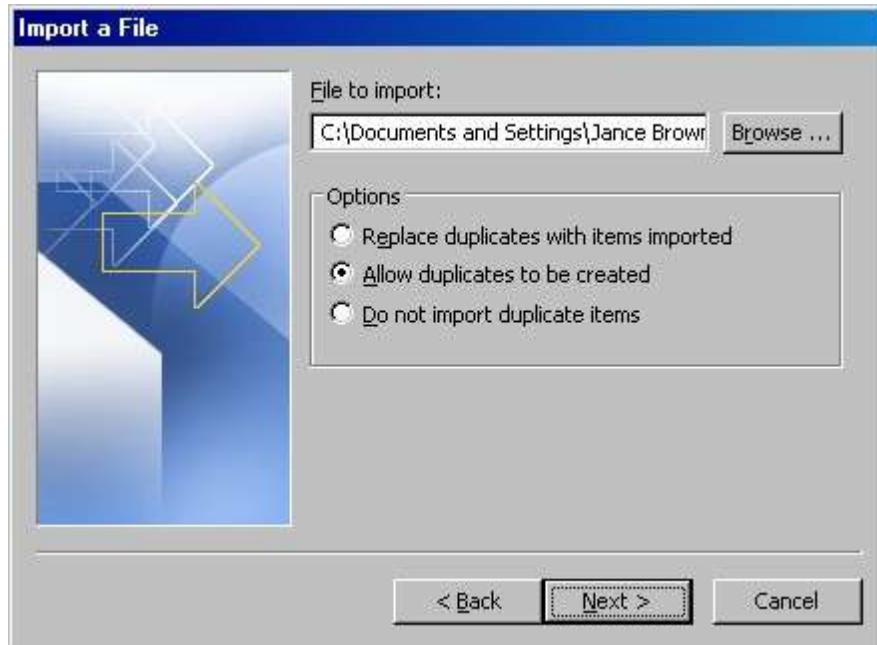 Import a File
File to import:
C:\Documents and Settings\Jance Brown
Browse ...
Options
Replace duplicates with items imported
Allow duplicates to be created
Do not import duplicate items
< Back
Next >
Cancel